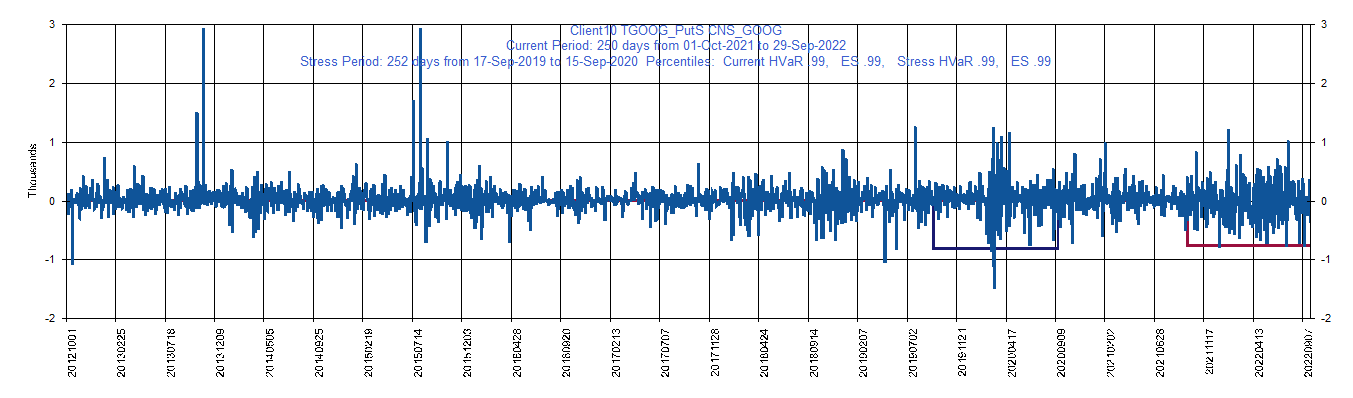 Client10 TGOOG_PutS CNS_GOOG
Current Period: 250 days from 01-Oct-2021 to 29-Sep-2022
Stress Period: 252 days from 17-Sep-2019 to 15-Sep-2020 Percentiles: Current HVaR .99, ES .99, Stress HVaR .99, ES .99
3 3
2 2
1 1
Thousands
0 0
-1 -1
-2 -2
20121001 20130225 20130718 20131209 20140505 20140925 20150219 20150714 20151203 20160428 20160920 20170213 20170707 20171128 20180424 20180914 20190207 20190702 20191121 20200417 20200909 20210202 20210628 20211117 20220413 20220907